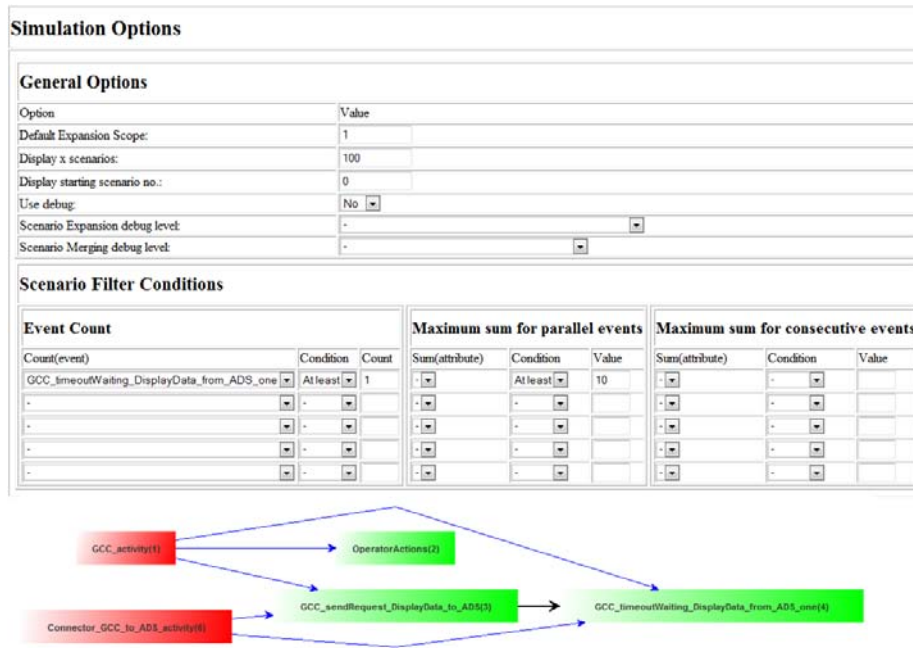 Simulation Options
General Options
Option Value
Default Expansion Scope: 1
Display x scenarios: 100
Display starting scenario no.: 0
Use debug: No
Scenario Expansion debug level: -
Scenario Merging debug level: -
Scenario Filter Conditions
Event Count Maximum sum for parallel events Maximum sum for consecutive events
Count(event) Condition Count Sum(attribute) Condition Value Sum(attribute) Condition Value
GCC_timeoutWaiting_DisplayData_from_ADS_one At least 1 - At least 10 - -
- - - - - -
- - - - - -
- - - - - -
- - - - - -
GCC_activity(1) OperatorActions(2)
GCC_sendRequest_DisplayData_to_ADS(3) GCC_timeoutWaiting_DisplayData_from_ADS_one(4)
Connector_GCC_to_ADS_activity(6)